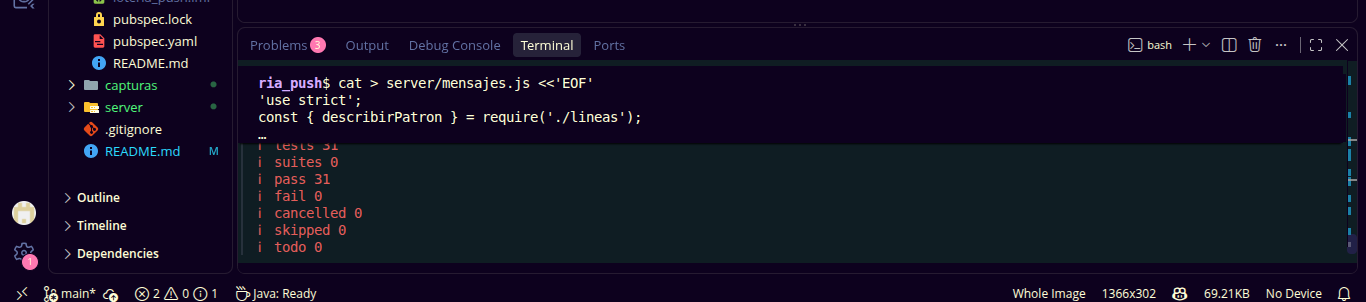 pubspec.lock
pubspec.yaml
README.md
capturas
server
.gitignore
README.md M
Outline
Timeline
Dependencies
1
Problems 3 Output Debug Console Terminal Ports
bash
ria_push$ cat > server/mensajes.js <<'EOF'
'use strict';
const { describirPatron } = require('./lineas');
…
i tests 31
i suites 0
i pass 31
i fail 0
i cancelled 0
i skipped 0
i todo 0
main* 2 0 1 Java: Ready Whole Image 1366x302 69.21KB No Device